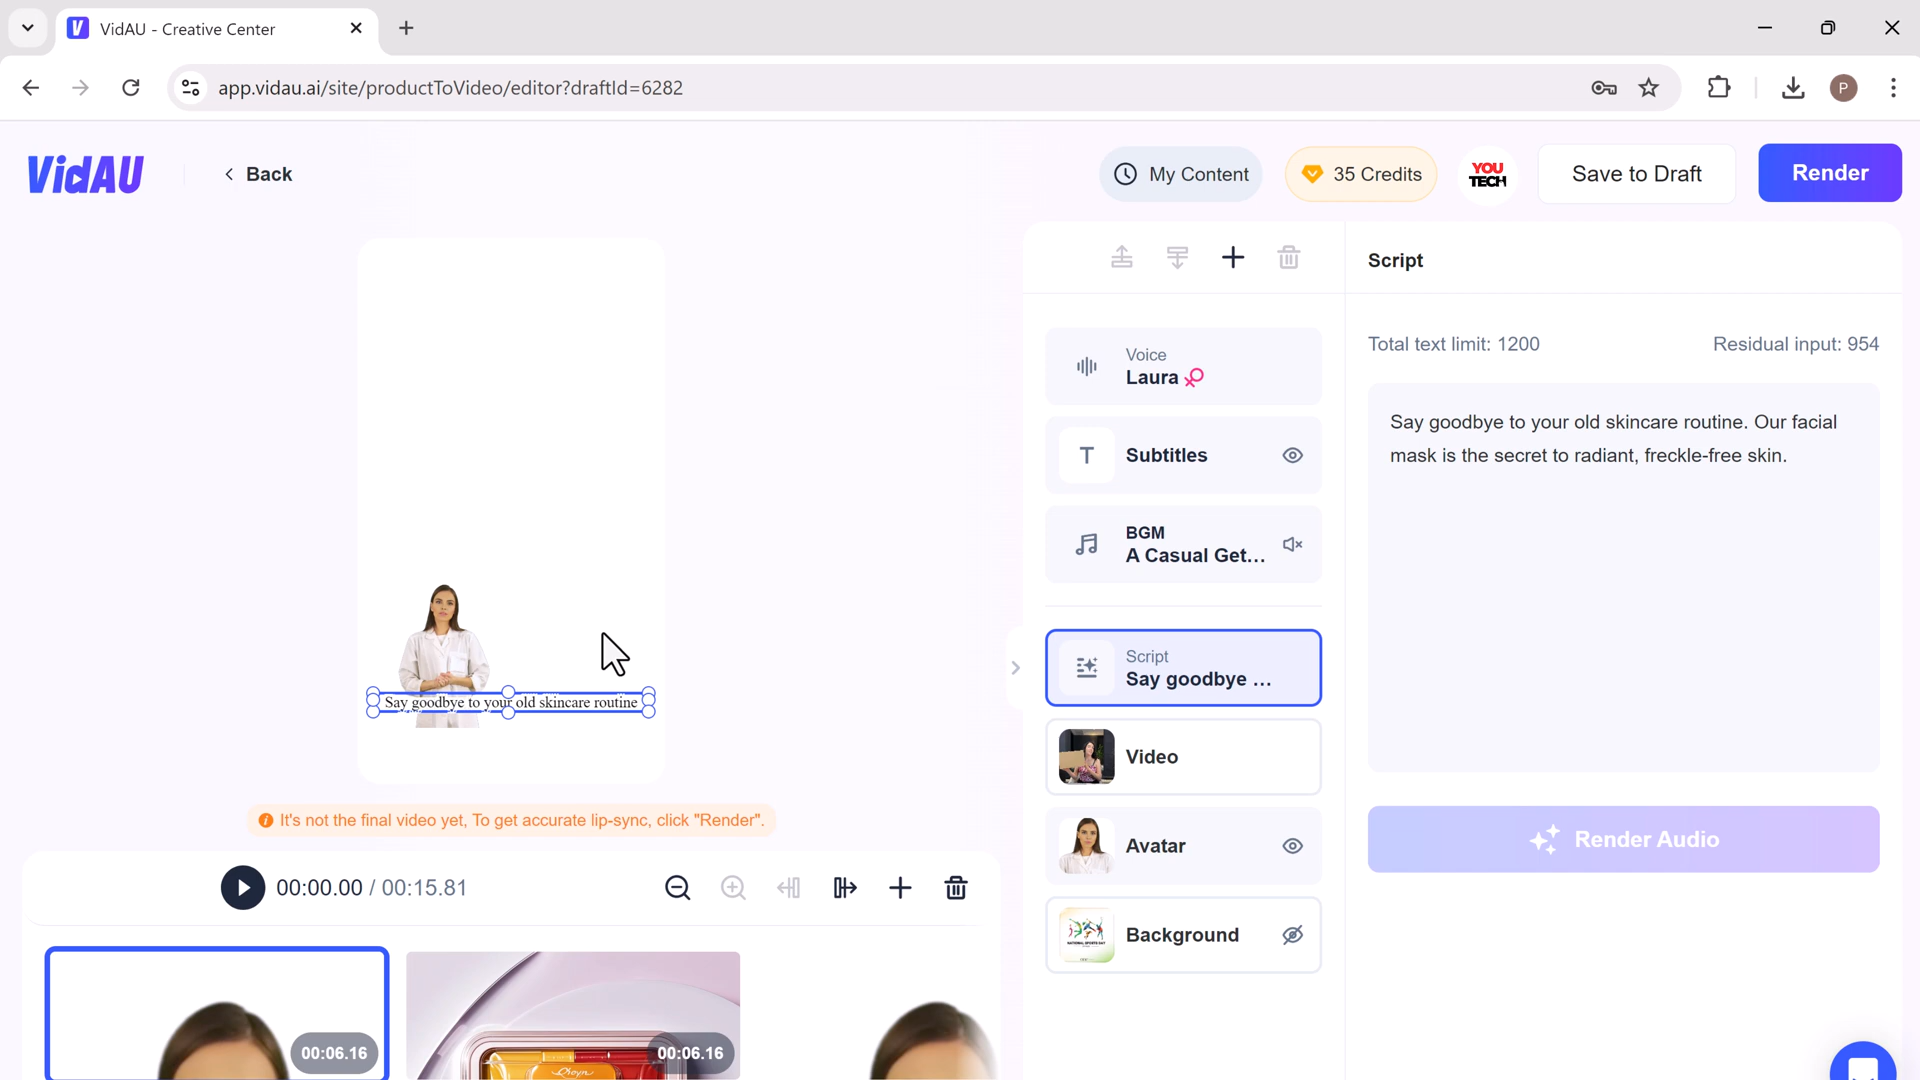 VidAU - Creative Center
app.vidau.ai/site/productToVideo/editor?draftId=6282
P
VidAU
Back
My Content
35 Credits
YOU
TECH
Save to Draft
Render
Script
Total text limit: 1200
Residual input: 954
Voice
Laura
Say goodbye to your old skincare routine. Our facial
mask is the secret to radiant, freckle-free skin.
T
Subtitles
BGM
A Casual Get...
Script
Say goodbye ...
Say goodbye to your old skincare routine
Video
It's not the final video yet, To get accurate lip-sync, click "Render".
Render Audio
Avatar
00:00.00 / 00:15.81
NATIONAL SPORTS DAY
Background
00:06.16
00:06.16